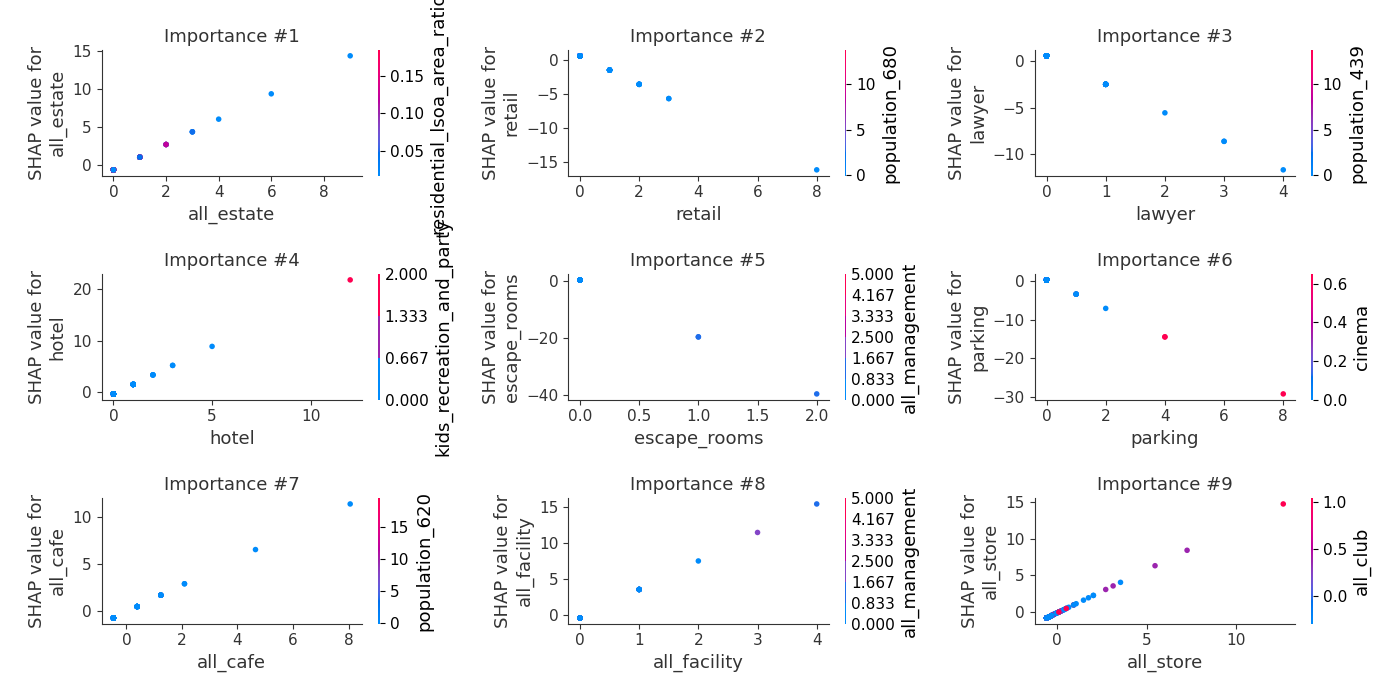 Importance #1
SHAP value for
all_estate
15
10
5
0
0
2
4
6
8
all_estate
0.15
0.10
0.05
residential_lsoa_area_ratio
Importance #2
SHAP value for
retail
0
−5
−10
−15
0
2
4
6
8
retail
10
5
0
population_680
Importance #3
SHAP value for
lawyer
0
−5
−10
0
1
2
3
4
lawyer
10
5
0
population_439
Importance #4
SHAP value for
hotel
20
10
0
0
5
10
hotel
2.000
1.333
0.667
0.000
kids_recreation_and_party
Importance #5
SHAP value for
escape_rooms
0
−20
−40
0.0
0.5
1.0
1.5
2.0
escape_rooms
5.000
4.167
3.333
2.500
1.667
0.833
0.000
all_management
Importance #6
SHAP value for
parking
0
−10
−20
−30
0
2
4
6
8
parking
0.6
0.4
0.2
0.0
cinema
Importance #7
SHAP value for
all_cafe
10
5
0
0
2
4
6
8
all_cafe
15
10
5
0
population_620
Importance #8
SHAP value for
all_facility
15
10
5
0
0
1
2
3
4
all_facility
5.000
4.167
3.333
2.500
1.667
0.833
0.000
all_management
Importance #9
SHAP value for
all_store
15
10
5
0
0
5
10
all_store
1.0
0.5
0.0
all_club